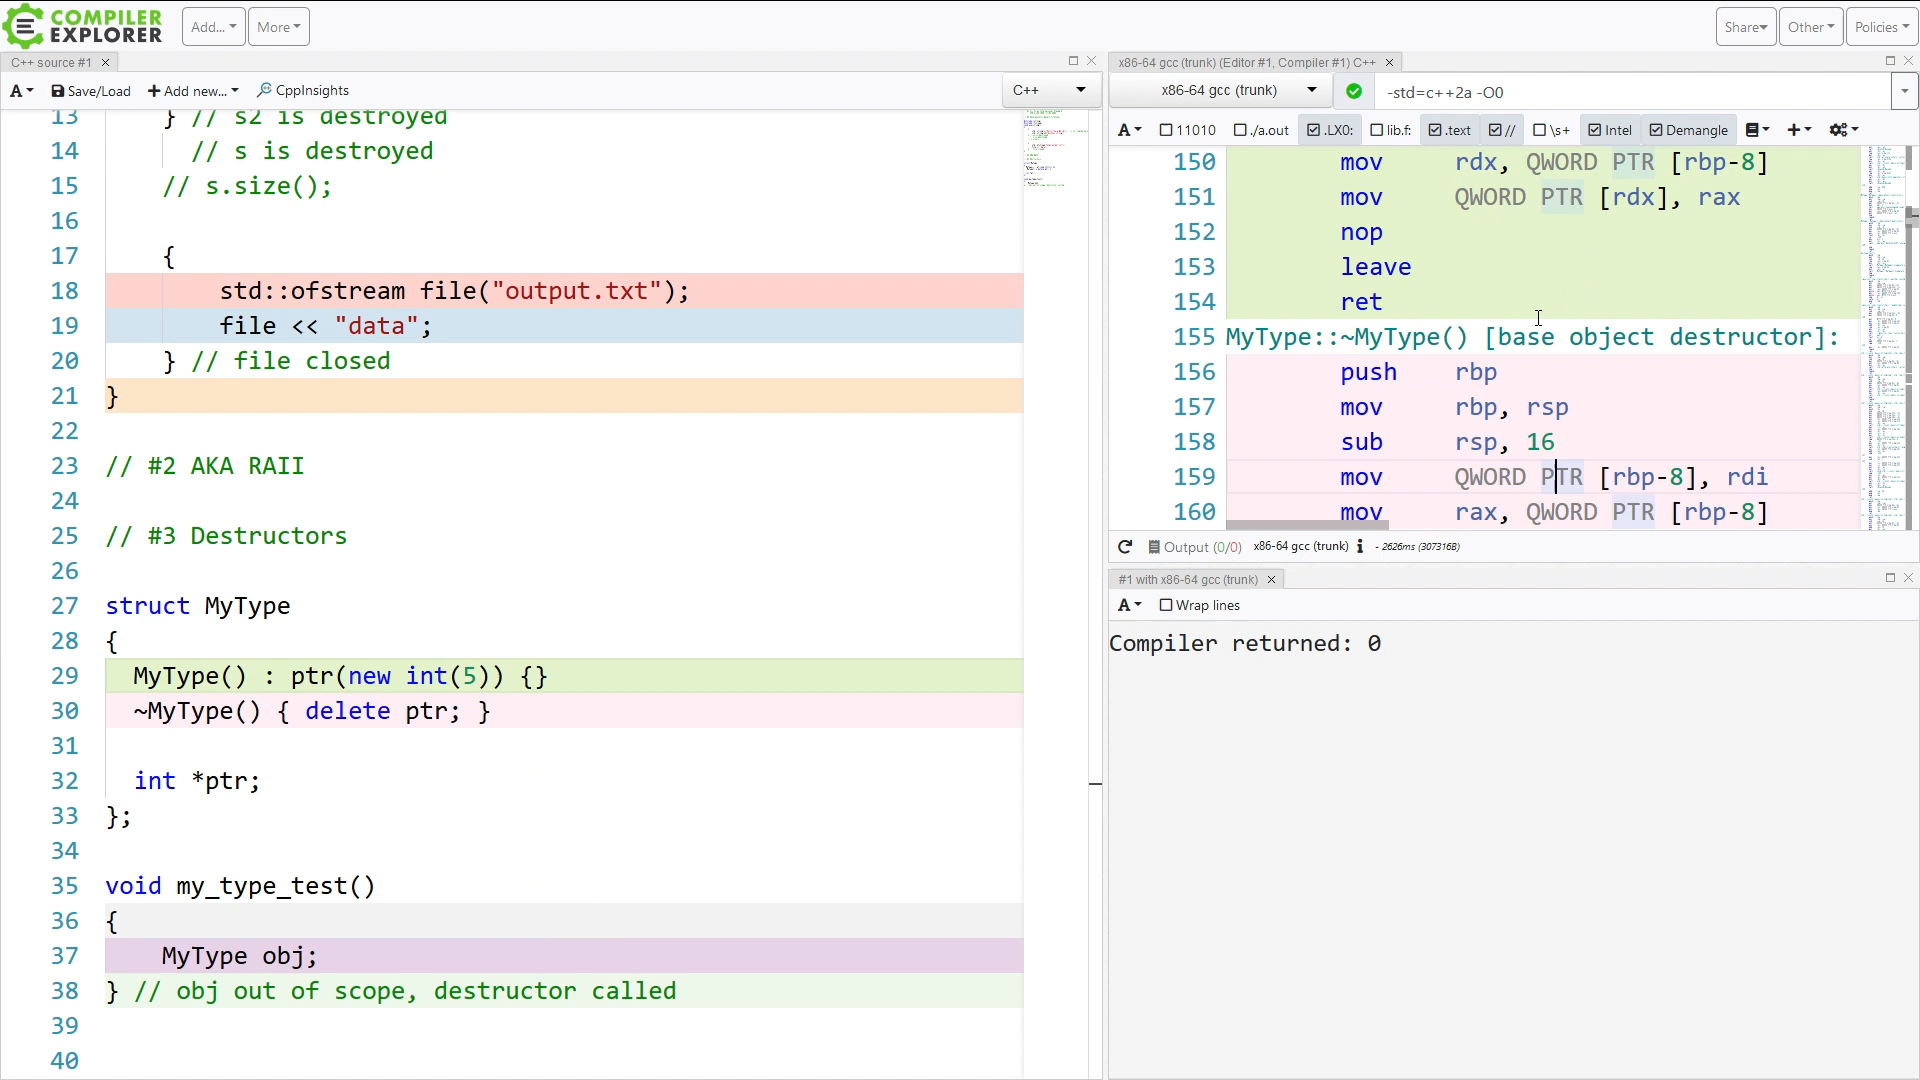 COMPILER
EXPLORER
Add...
More
Share
Other
Policies
C++ source #1
A
Save/Load
Add new...
CppInsights
C++
13 } // s2 is destroyed
14 // s is destroyed
15 // s.size();
16
17 {
18 std::ofstream file("output.txt");
19 file << "data";
20 } // file closed
21 }
22
23 // #2 AKA RAII
24
25 // #3 Destructors
26
27 struct MyType
28 {
29 MyType() : ptr(new int(5)) {}
30 ~MyType() { delete ptr; }
31
32 int *ptr;
33 };
34
35 void my_type_test()
36 {
37 MyType obj;
38 } // obj out of scope, destructor called
39
40
x86-64 gcc (trunk) (Editor #1, Compiler #1) C++
x86-64 gcc (trunk)
-std=c++2a -O0
A
11010
./a.out
.LX0:
lib.f:
.text
//
\s+
Intel
Demangle
150 mov rdx, QWORD PTR [rbp-8]
151 mov QWORD PTR [rdx], rax
152 nop
153 leave
154 ret
155 MyType::~MyType() [base object destructor]:
156 push rbp
157 mov rbp, rsp
158 sub rsp, 16
159 mov QWORD PTR [rbp-8], rdi
160 mov rax, QWORD PTR [rbp-8]
Output (0/0) x86-64 gcc (trunk) i - 2626ms (307316B)
#1 with x86-64 gcc (trunk)
A
Wrap lines
Compiler returned: 0